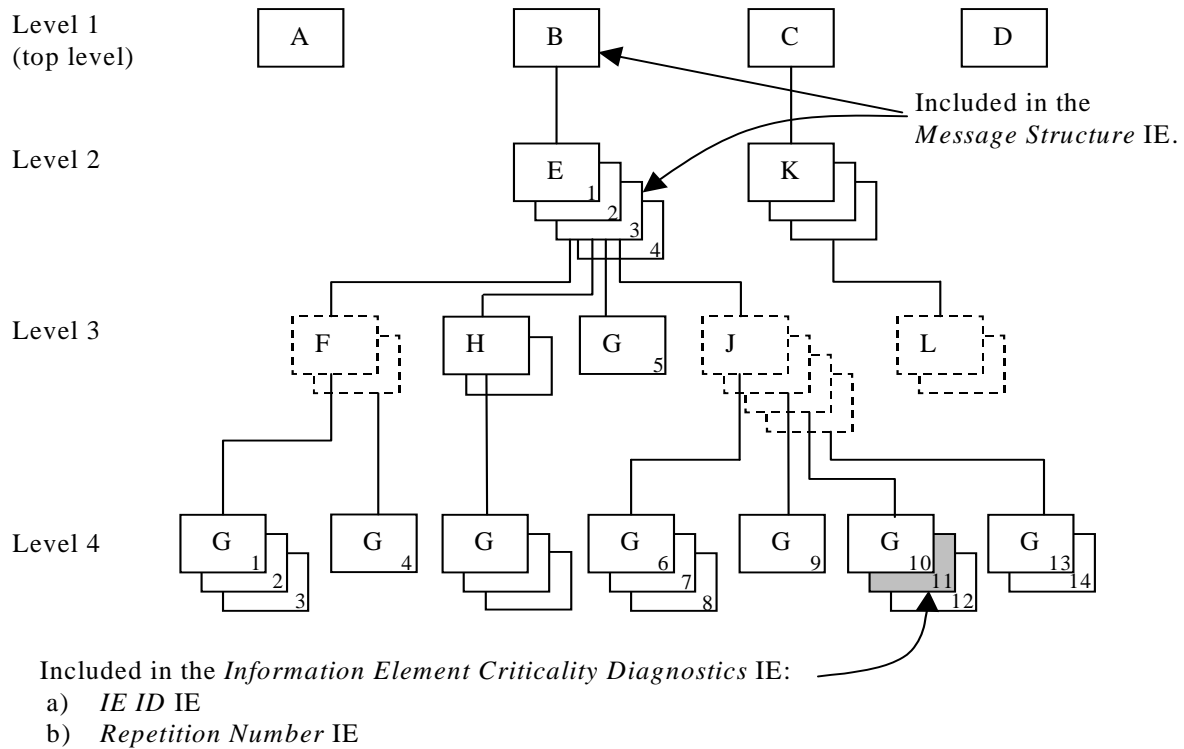 Level 1
(top level)
A
B
C
D
Included in the
Message Structure IE.
Level 2
E
1
2
3
4
K
Level 3
F
H
G
5
J
L
Level 4
G
1
2
3
G
4
G
G
6
7
8
G
9
G
10
11
12
G
13
14
Included in the Information Element Criticality Diagnostics IE:
a) IE ID IE
b) Repetition Number IE